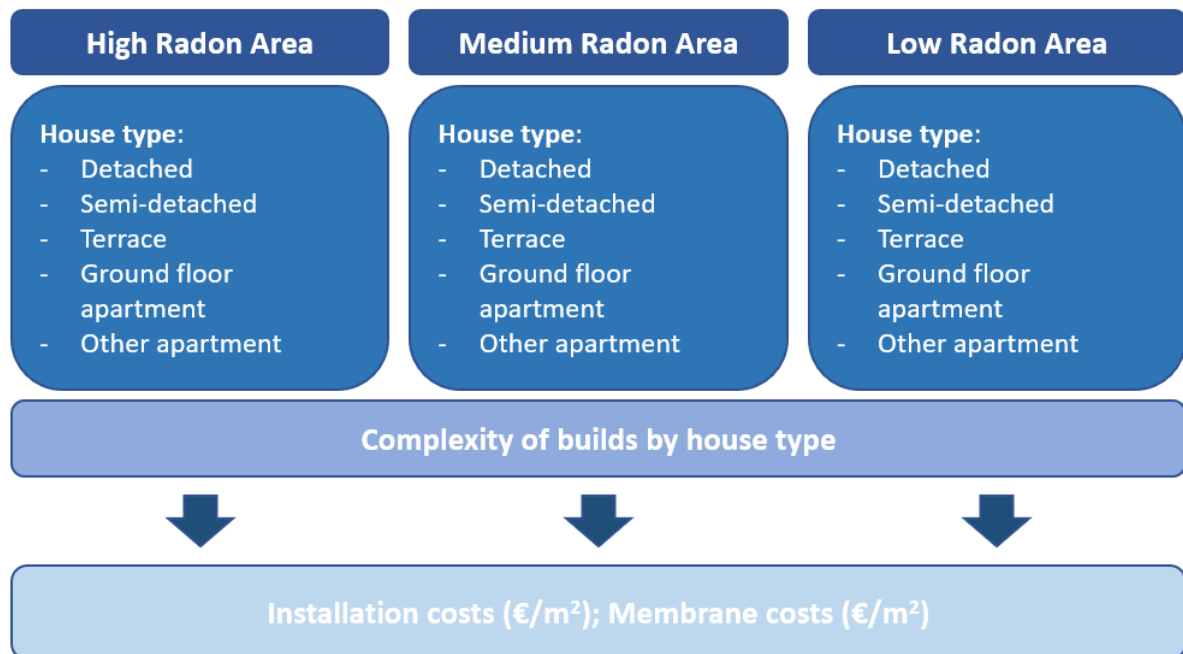 High Radon Area
Medium Radon Area
Low Radon Area
House type:
- Detached
- Semi-detached
- Terrace
- Ground floor
apartment
- Other apartment
House type:
- Detached
- Semi-detached
- Terrace
- Ground floor
apartment
- Other apartment
House type:
- Detached
- Semi-detached
- Terrace
- Ground floor
apartment
- Other apartment
Complexity of builds by house type
Installation costs (€/m²); Membrane costs (€/m²)